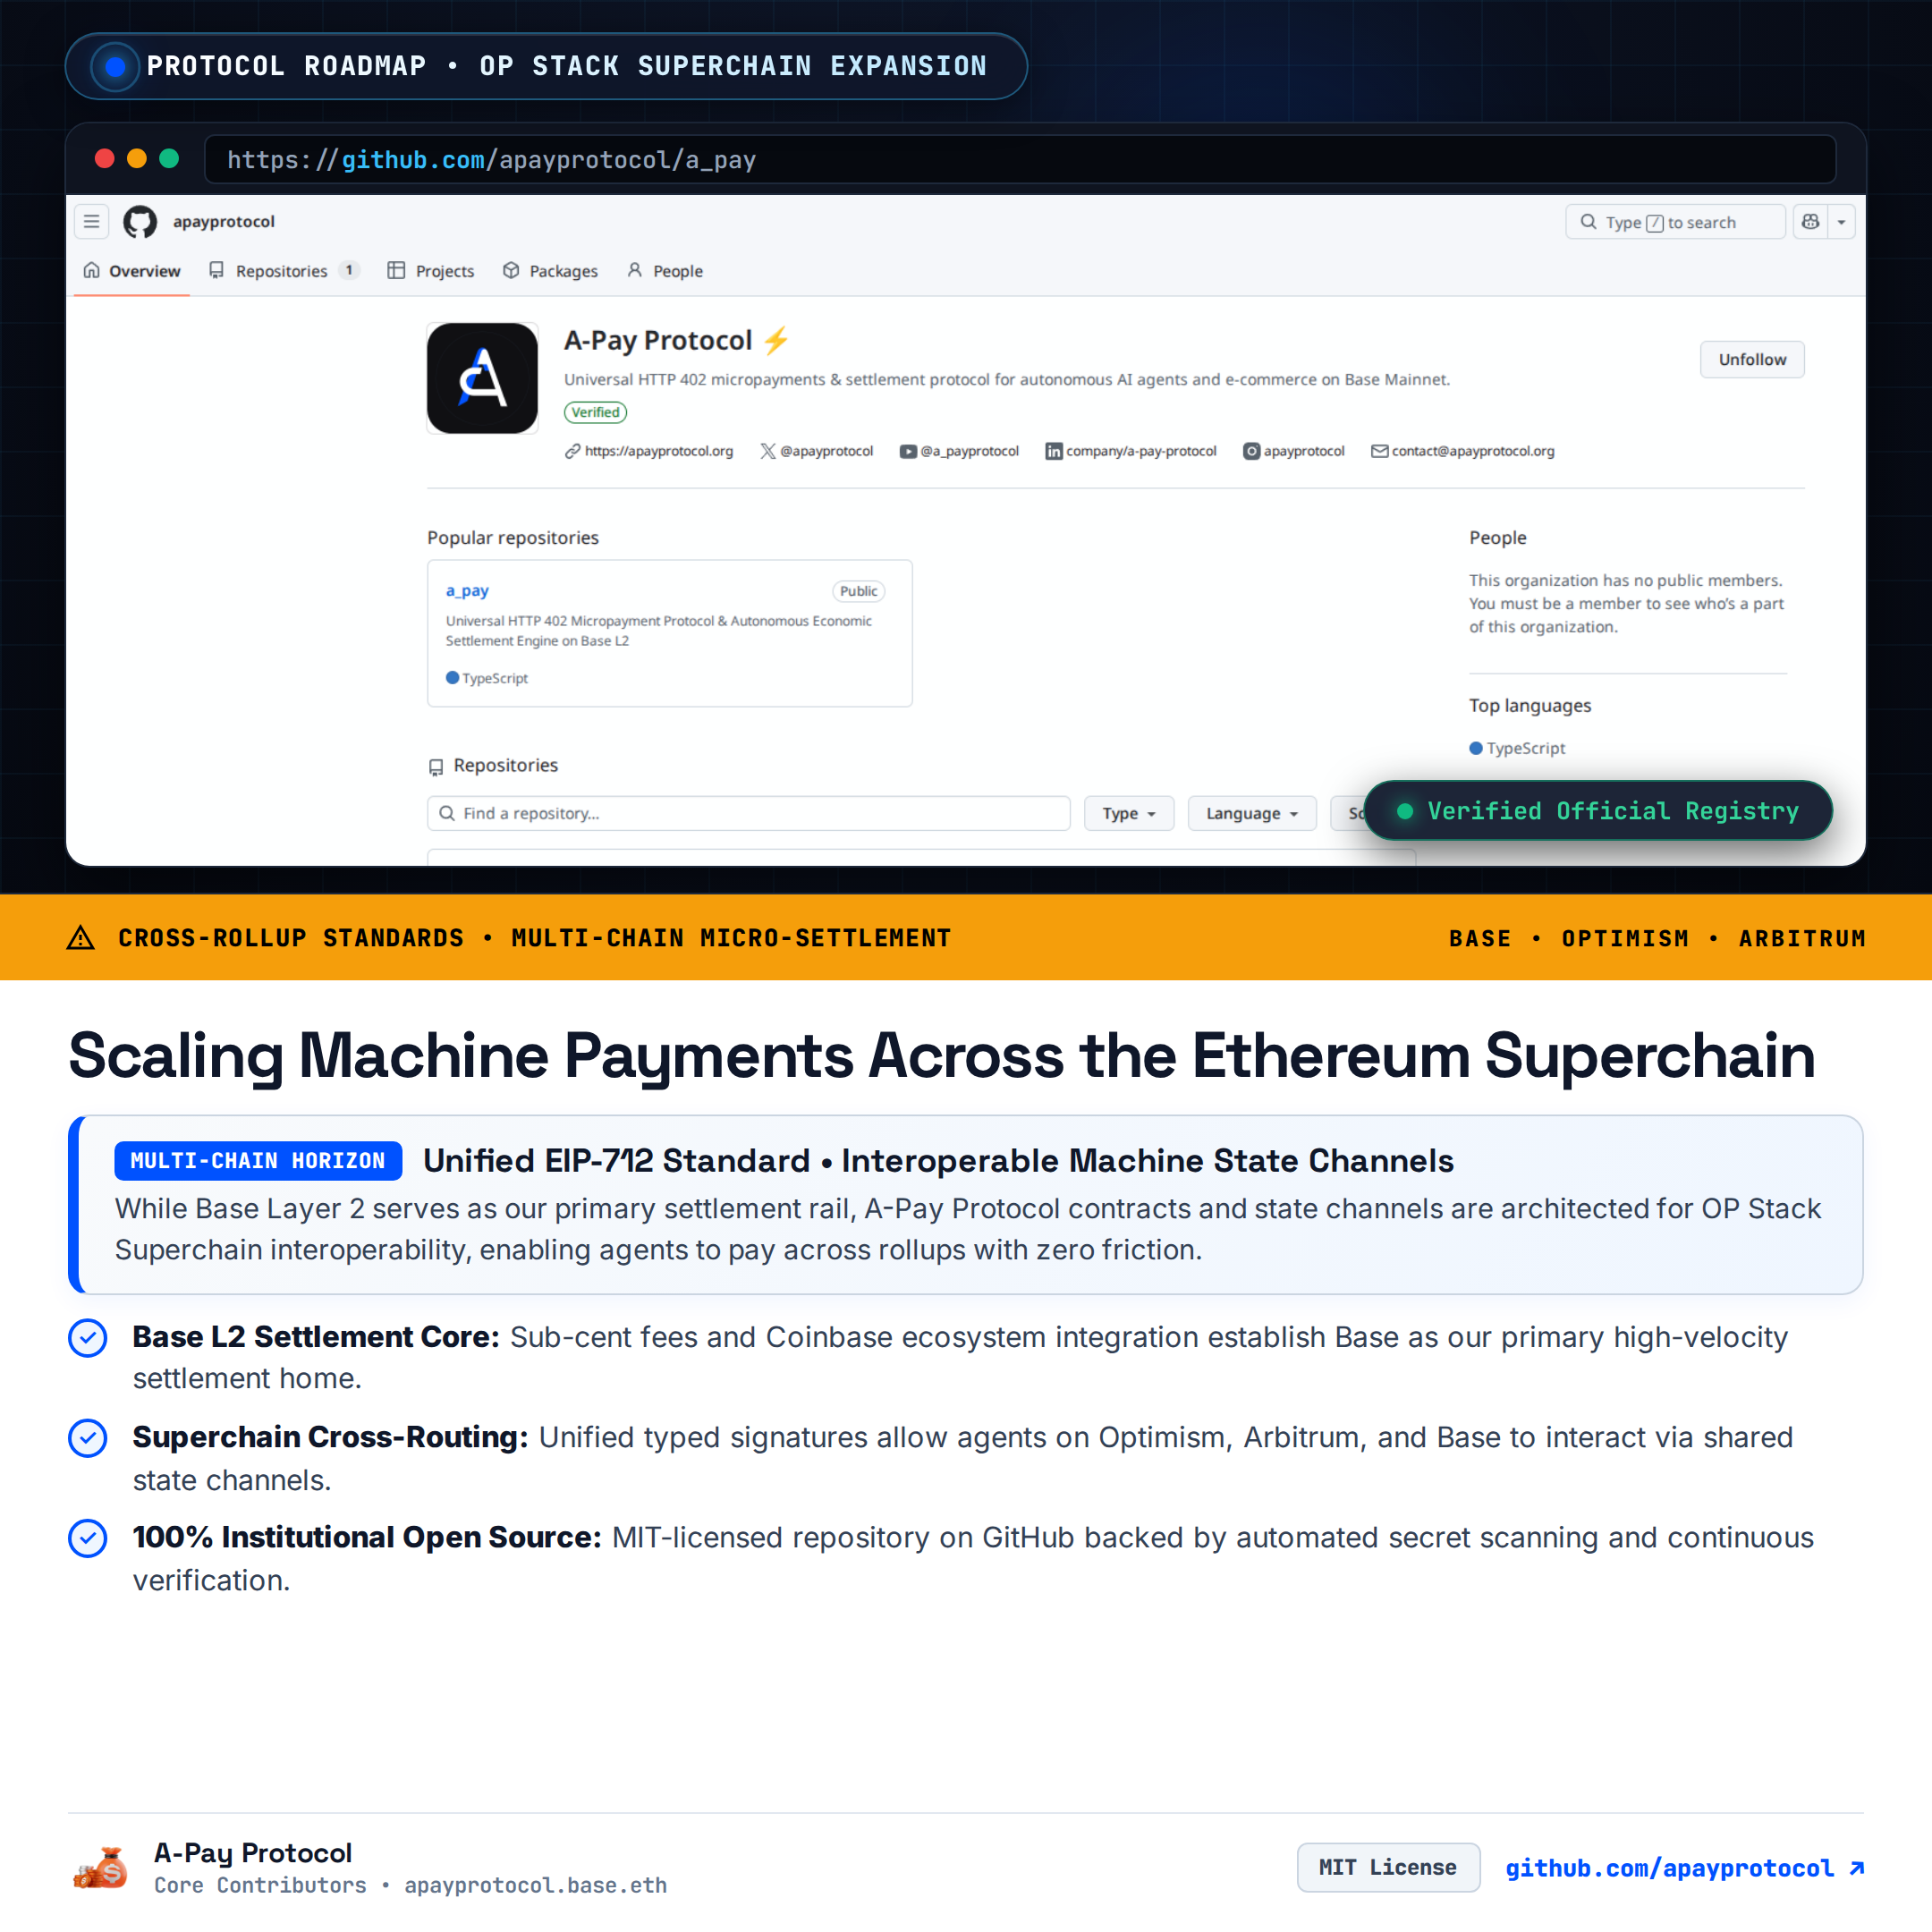 PROTOCOL ROADMAP • OP STACK SUPERCHAIN EXPANSION
https://github.com/apayprotocol/a_pay
apayprotocol
Type / to search
Overview
Repositories 1
Projects
Packages
People
A-Pay Protocol ⚡
Universal HTTP 402 micropayments & settlement protocol for autonomous AI agents and e-commerce on Base Mainnet.
Unfollow
Verified
https://apayprotocol.org
@apayprotocol
@a_payprotocol
company/a-pay-protocol
apayprotocol
contact@apayprotocol.org
Popular repositories
a_pay
Public
Universal HTTP 402 Micropayment Protocol & Autonomous Economic
Settlement Engine on Base L2
TypeScript
People
This organization has no public members.
You must be a member to see who's a part
of this organization.
Top languages
TypeScript
Repositories
Find a repository...
Type
Language
Verified Official Registry
CROSS-ROLLUP STANDARDS • MULTI-CHAIN MICRO-SETTLEMENT
BASE • OPTIMISM • ARBITRUM
Scaling Machine Payments Across the Ethereum Superchain
MULTI-CHAIN HORIZON
Unified EIP-712 Standard • Interoperable Machine State Channels
While Base Layer 2 serves as our primary settlement rail, A-Pay Protocol contracts and state channels are architected for OP Stack
Superchain interoperability, enabling agents to pay across rollups with zero friction.
Base L2 Settlement Core: Sub-cent fees and Coinbase ecosystem integration establish Base as our primary high-velocity
settlement home.
Superchain Cross-Routing: Unified typed signatures allow agents on Optimism, Arbitrum, and Base to interact via shared
state channels.
100% Institutional Open Source: MIT-licensed repository on GitHub backed by automated secret scanning and continuous
verification.
A-Pay Protocol
Core Contributors • apayprotocol.base.eth
MIT License
github.com/apayprotocol ↗